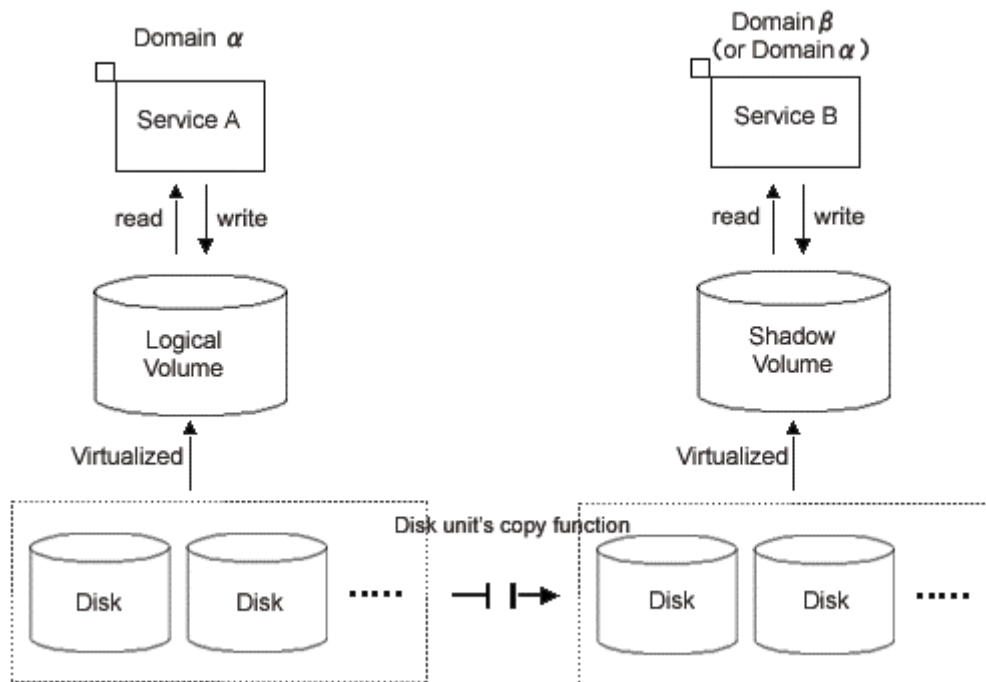 Domain α
Service A
read
write
Logical
Volume
Virtualized
Disk
Disk
.....
Disk unit's copy function
Domain β
(or Domain α)
Service B
read
write
Shadow
Volume
Virtualized
Disk
Disk
.....